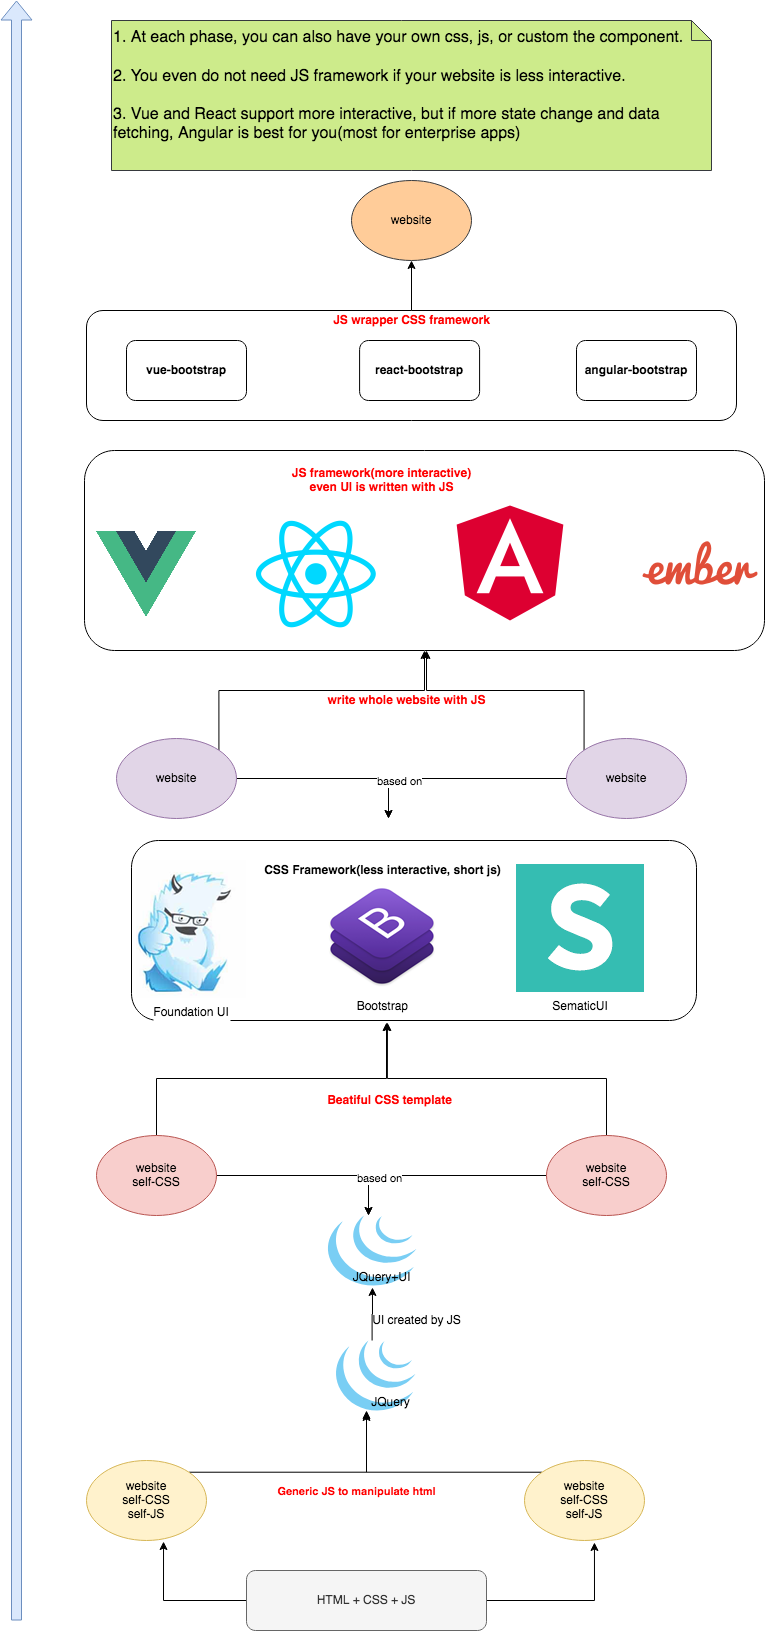 1. At each phase, you can also have your own css, js, or custom the component.
2. You even do not need JS framework if your website is less interactive.
3. Vue and React support more interactive, but if more state change and data
fetching, Angular is best for you(most for enterprise apps)
website
JS wrapper CSS framework
vue-bootstrap
react-bootstrap
angular-bootstrap
JS framework(more interactive)
even UI is written with JS
A
ember
write whole website with JS
website
based on
website
CSS Framework(less interactive, short js)
B
S
Foundation UI
Bootstrap
SematicUI
Beatiful CSS template
website
self-CSS
based on
website
self-CSS
JQuery+UI
UI created by JS
JQuery
website
self-CSS
self-JS
Generic JS to manipulate html
website
self-CSS
self-JS
HTML + CSS + JS